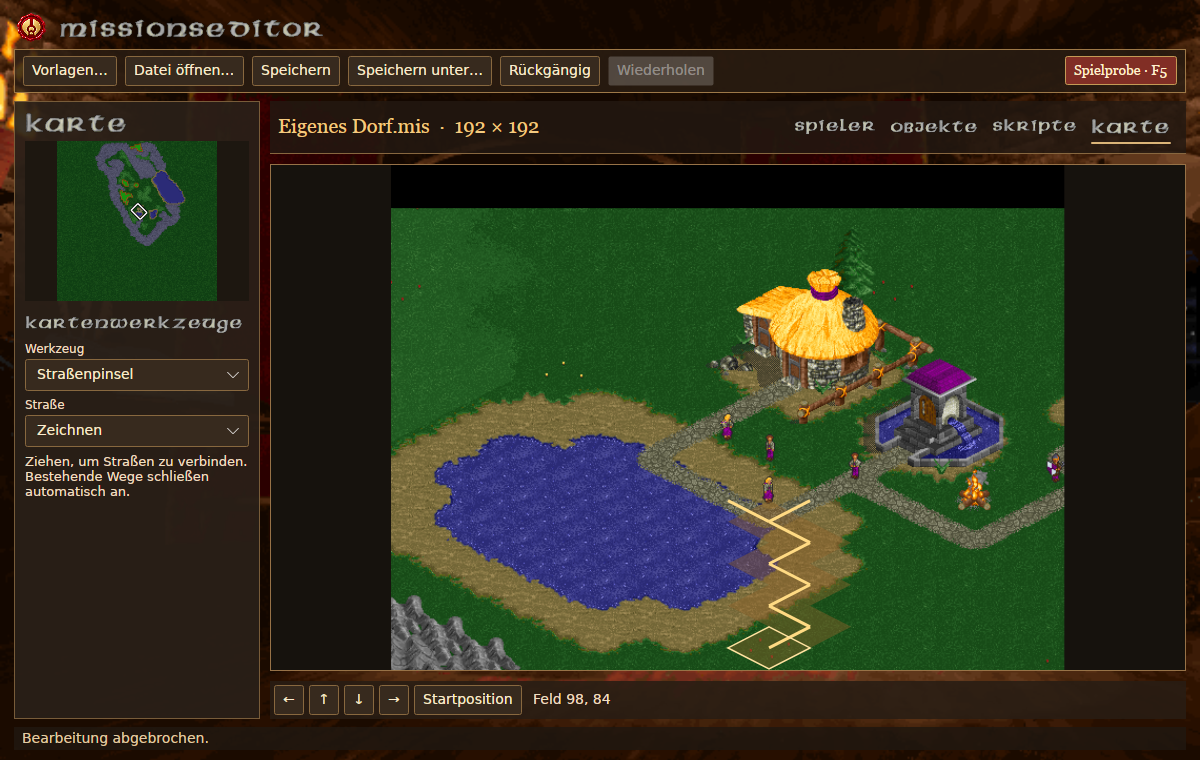 missionseditor
Vorlagen... Datei öffnen... Speichern Speichern unter... Rückgängig Wiederholen Spielprobe · F5
karte
Eigenes Dorf.mis · 192 × 192
spieler objekte skripte karte
kartenwerkzeuge
Werkzeug
Straßenpinsel
Straße
Zeichnen
Ziehen, um Straßen zu verbinden.
Bestehende Wege schließen
automatisch an.
← ↑ ↓ → Startposition Feld 98, 84
Bearbeitung abgebrochen.